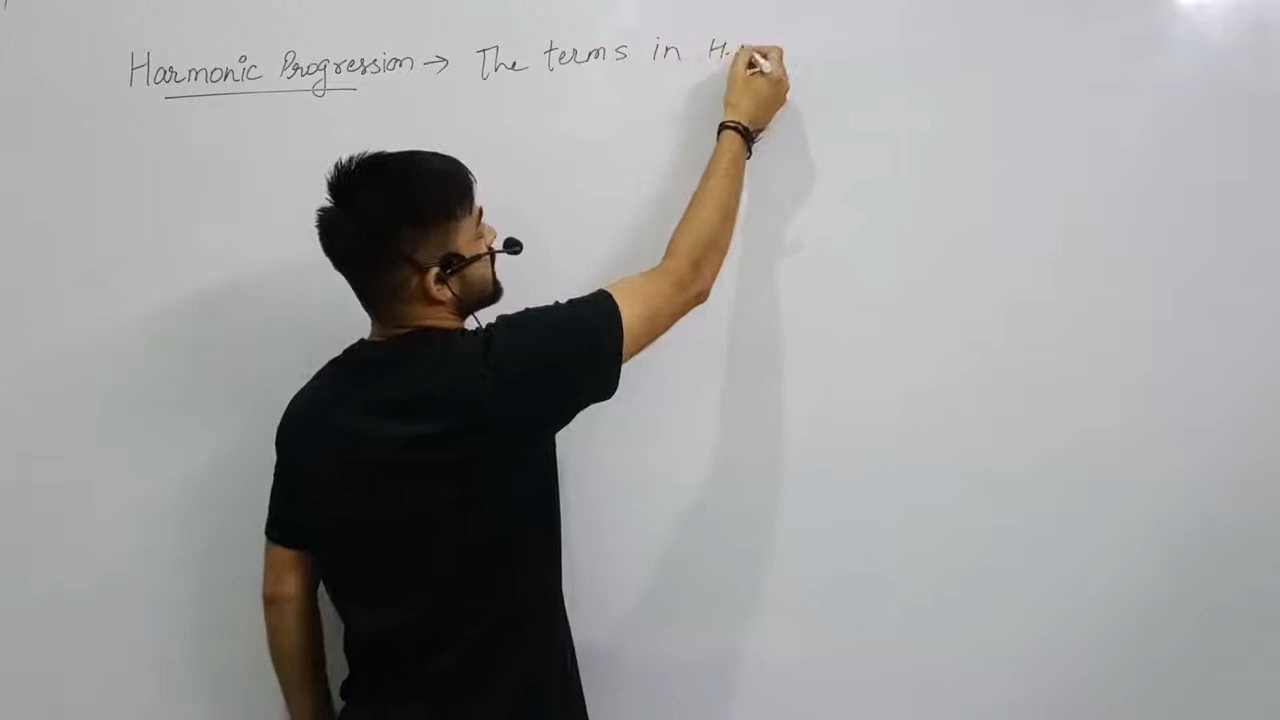 Harmonic Progression → The terms in H.